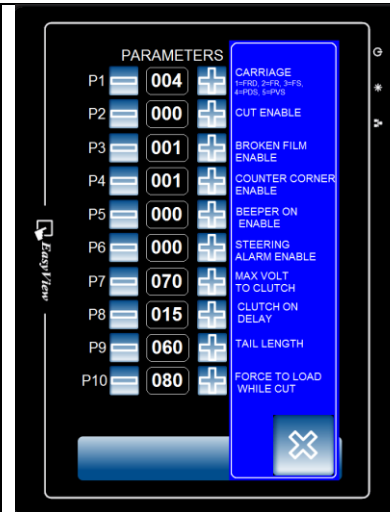 PARAMETERS
P1 004 CARRIAGE
1=FRD, 2=FR, 3=FS,
4=PDS, 5=PVS
P2 000 CUT ENABLE
P3 001 BROKEN FILM
ENABLE
P4 001 COUNTER CORNER
ENABLE
P5 000 BEEPER ON
ENABLE
P6 000 STEERING
ALARM ENABLE
P7 070 MAX VOLT
TO CLUTCH
P8 015 CLUTCH ON
DELAY
P9 060 TAIL LENGTH
P10 080 FORCE TO LOAD
WHILE CUT
EasyView